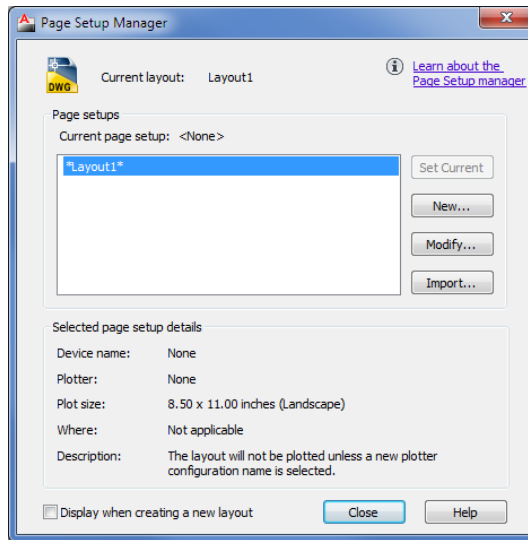 Page Setup Manager
DWG
Current layout: Layout1
Learn about the
Page Setup manager
Page setups
Current page setup: <None>
*Layout1*
Set Current
New...
Modify...
Import...
Selected page setup details
Device name: None
Plotter: None
Plot size: 8.50 x 11.00 inches (Landscape)
Where: Not applicable
Description: The layout will not be plotted unless a new plotter
configuration name is selected.
Display when creating a new layout
Close
Help